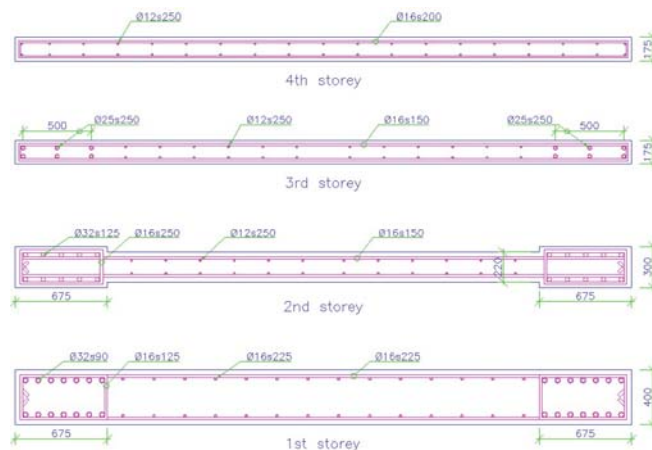 Ø12s250 Ø16s200
175
4th storey
500 Ø25s250 Ø12s250 Ø16s150 Ø25s250 500
175
3rd storey
Ø32s125 Ø16s250 Ø12s250 Ø16s150
220 300
675 675
2nd storey
Ø32s90 Ø16s125 Ø16s225 Ø16s225
400
675 675
1st storey